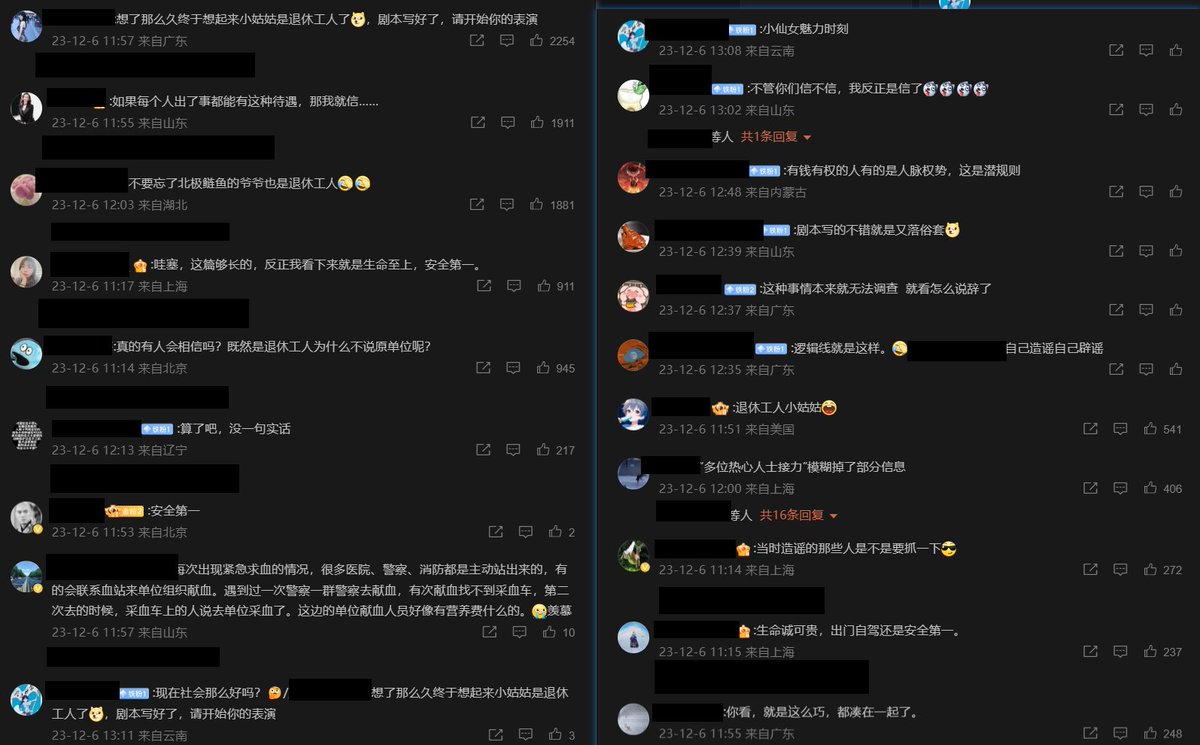 :想了那么久终于想起来小姑姑是退休工人了，剧本写好了，请开始你的表演
23-12-6 11:57 来自广东
2254
:如果每个人出了事都能有这种待遇，那我就信......
23-12-6 11:55 来自山东
1911
不要忘了北极鲢鱼的爷爷也是退休工人
23-12-6 12:03 来自湖北
1881
:哇塞，这篇够长的，反正我看下来就是生命至上，安全第一。
23-12-6 11:17 来自上海
911
:真的有人会相信吗？既然是退休工人为什么不说原单位呢？
23-12-6 11:14 来自北京
945
铁粉1 :算了吧，没一句实话
23-12-6 12:13 来自辽宁
217
金粉2 :安全第一
23-12-6 11:53 来自北京
2
每次出现紧急求血的情况，很多医院、警察、消防都是主动站出来的，有
的会联系血站来单位组织献血。遇到过一次警察一群警察去献血，有次献血找不到采血车，第二
次去的时候，采血车上的人说去单位采血了。这边的单位献血人员好像有营养费什么的。羡慕
23-12-6 11:57 来自山东
10
铁粉1 :现在社会那么好吗？/ 想了那么久终于想起来小姑姑是退休
工人了，剧本写好了，请开始你的表演
23-12-6 13:11 来自云南
3
铁粉1 :小仙女魅力时刻
23-12-6 13:08 来自云南
铁粉1 :不管你们信不信，我反正是信了
23-12-6 13:02 来自山东
等人 共1条回复
铁粉1 :有钱有权的人有的是人脉权势，这是潜规则
23-12-6 12:48 来自内蒙古
铁粉1 :剧本写的不错就是又落俗套
23-12-6 12:39 来自山东
铁粉2 :这种事情本来就无法调查 就看怎么说辞了
23-12-6 12:37 来自广东
铁粉1 :逻辑线就是这样。 自己造谣自己辟谣
23-12-6 12:35 来自广东
:退休工人小姑姑
23-12-6 11:51 来自美国
541
“多位热心人士接力”模糊掉了部分信息
23-12-6 12:00 来自上海
406
等人 共16条回复
:当时造谣的那些人是不是要抓一下
23-12-6 11:14 来自上海
272
:生命诚可贵，出门自驾还是安全第一。
23-12-6 11:15 来自上海
237
:你看，就是这么巧，都凑在一起了。
23-12-6 11:55 来自广东
248